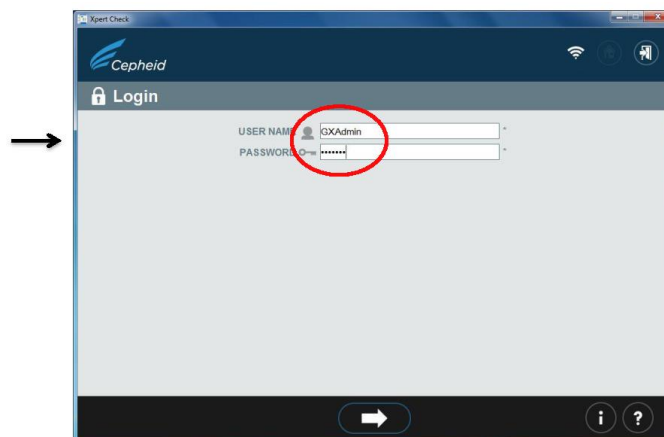 Xpert Check
Cepheid
Login
USER NAME GXAdmin *
PASSWORD ••••••• *
i ?